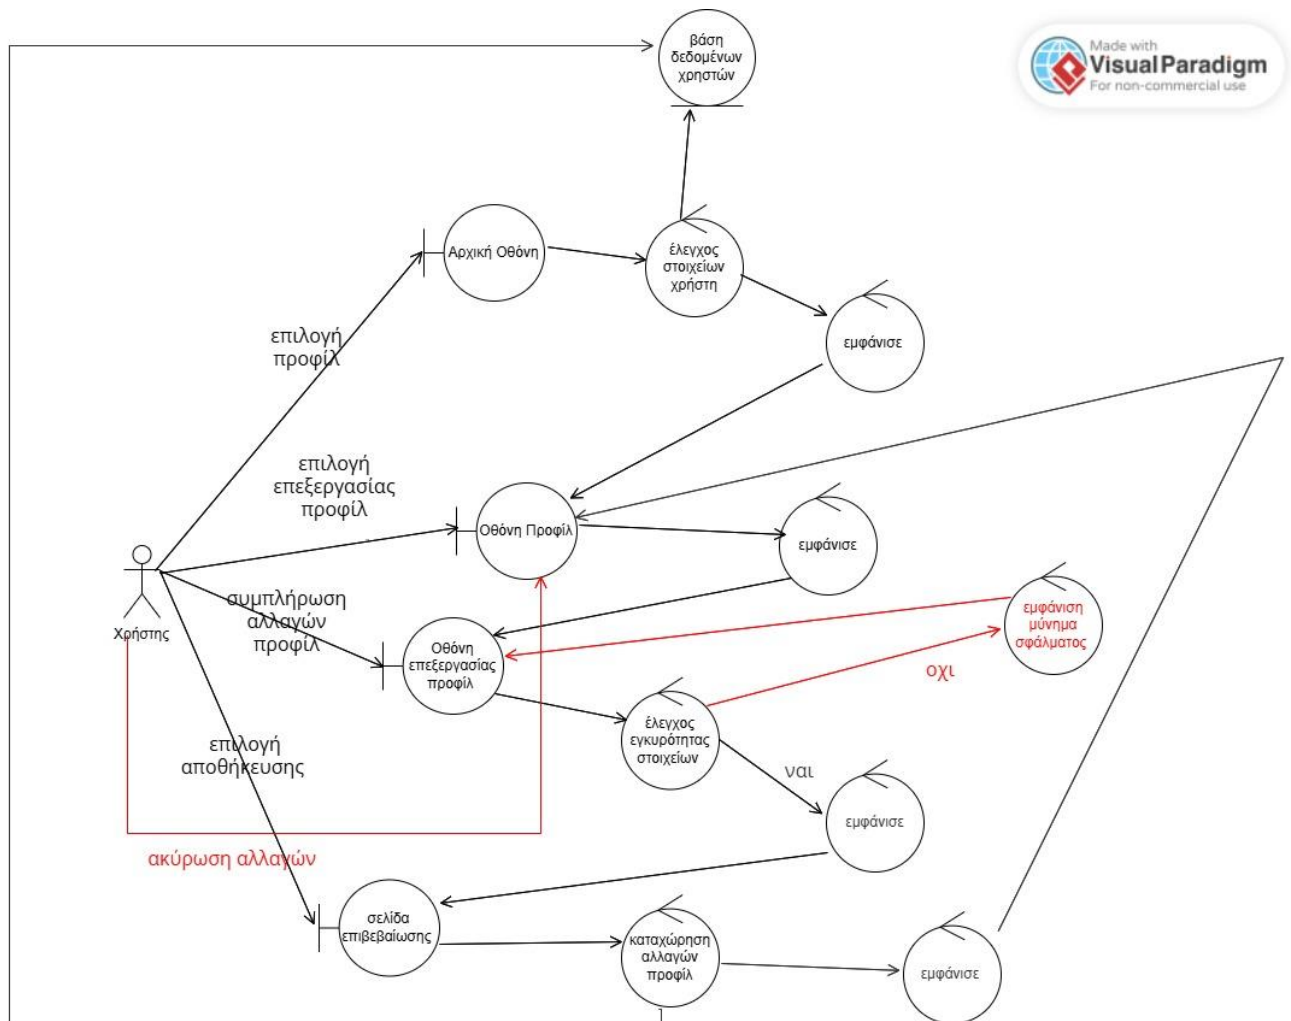 βάση
δεδομένων
χρηστών
Made with
Visual Paradigm
For non-commercial use
Αρχική Οθόνη
έλεγχος
στοιχείων
χρήστη
εμφάνισε
επιλογή
προφίλ
επιλογή
επεξεργασίας
προφίλ
Οθόνη Προφίλ
εμφάνισε
Χρήστης
συμπλήρωση
αλλαγών
προφίλ
Οθόνη
επεξεργασίας
προφίλ
εμφάνιση
μύνημα
σφάλματος
οχι
έλεγχος
εγκυρότητας
στοιχείων
ναι
εμφάνισε
επιλογή
αποθήκευσης
ακύρωση αλλαγών
σελίδα
επιβεβαίωσης
καταχώρηση
αλλαγών
προφίλ
εμφάνισε